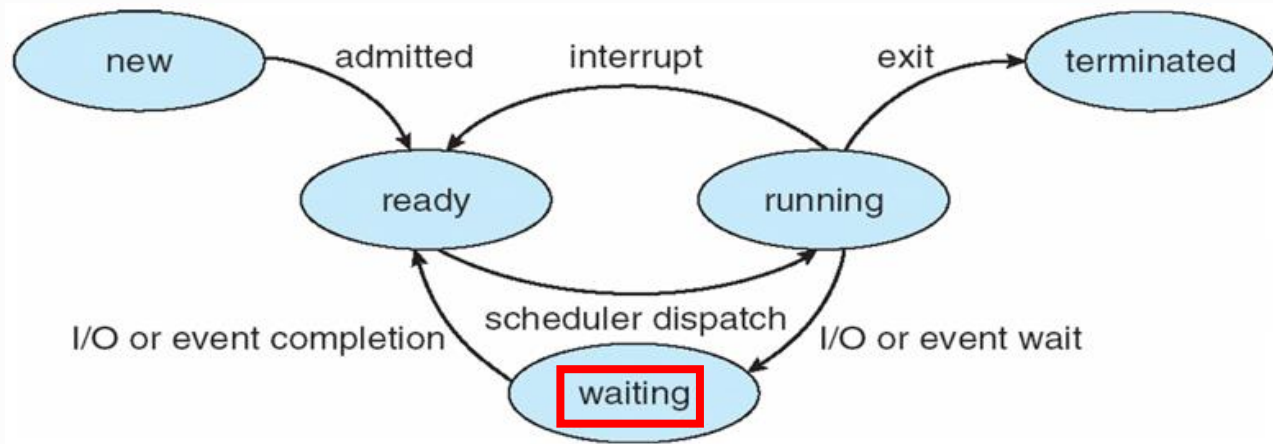 new
admitted
interrupt
exit
terminated
ready
running
scheduler dispatch
I/O or event completion
I/O or event wait
waiting